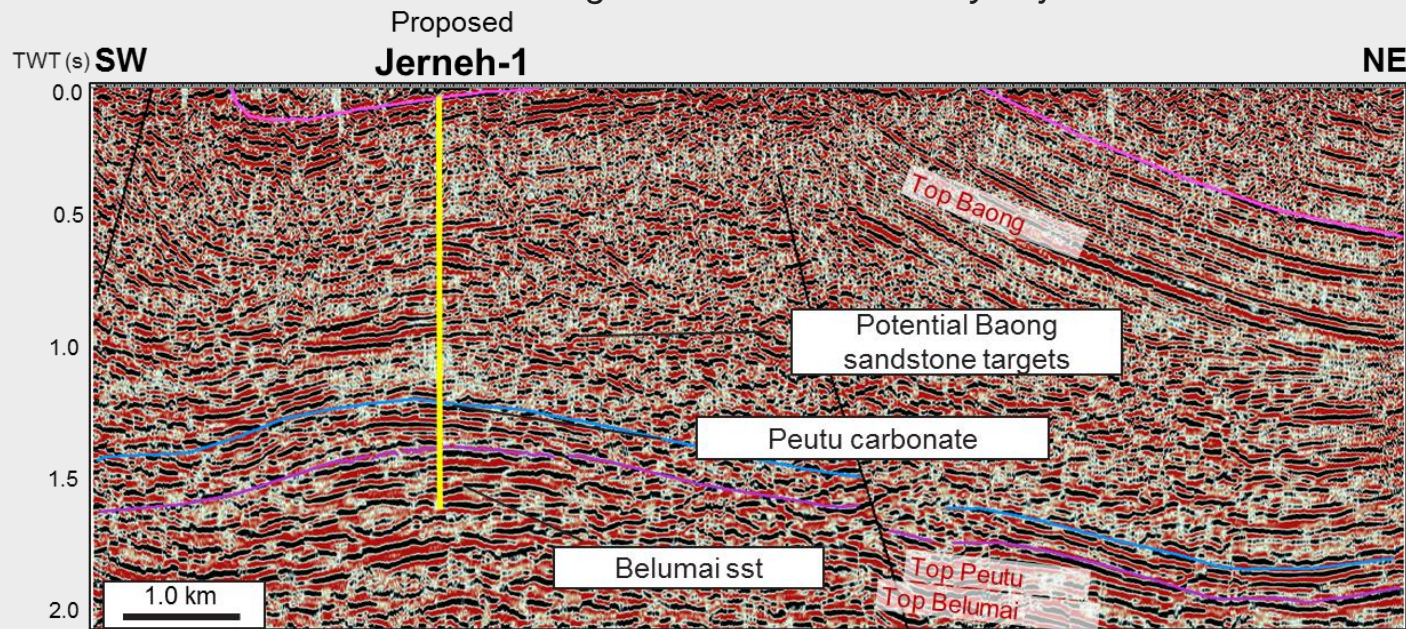 Proposed
TWT (s) SW Jerneh-1 NE
0.0
0.5
1.0
1.5
2.0
Top Baong
Potential Baong
sandstone targets
Peutu carbonate
Belumai sst
Top Peutu
Top Belumai
1.0 km